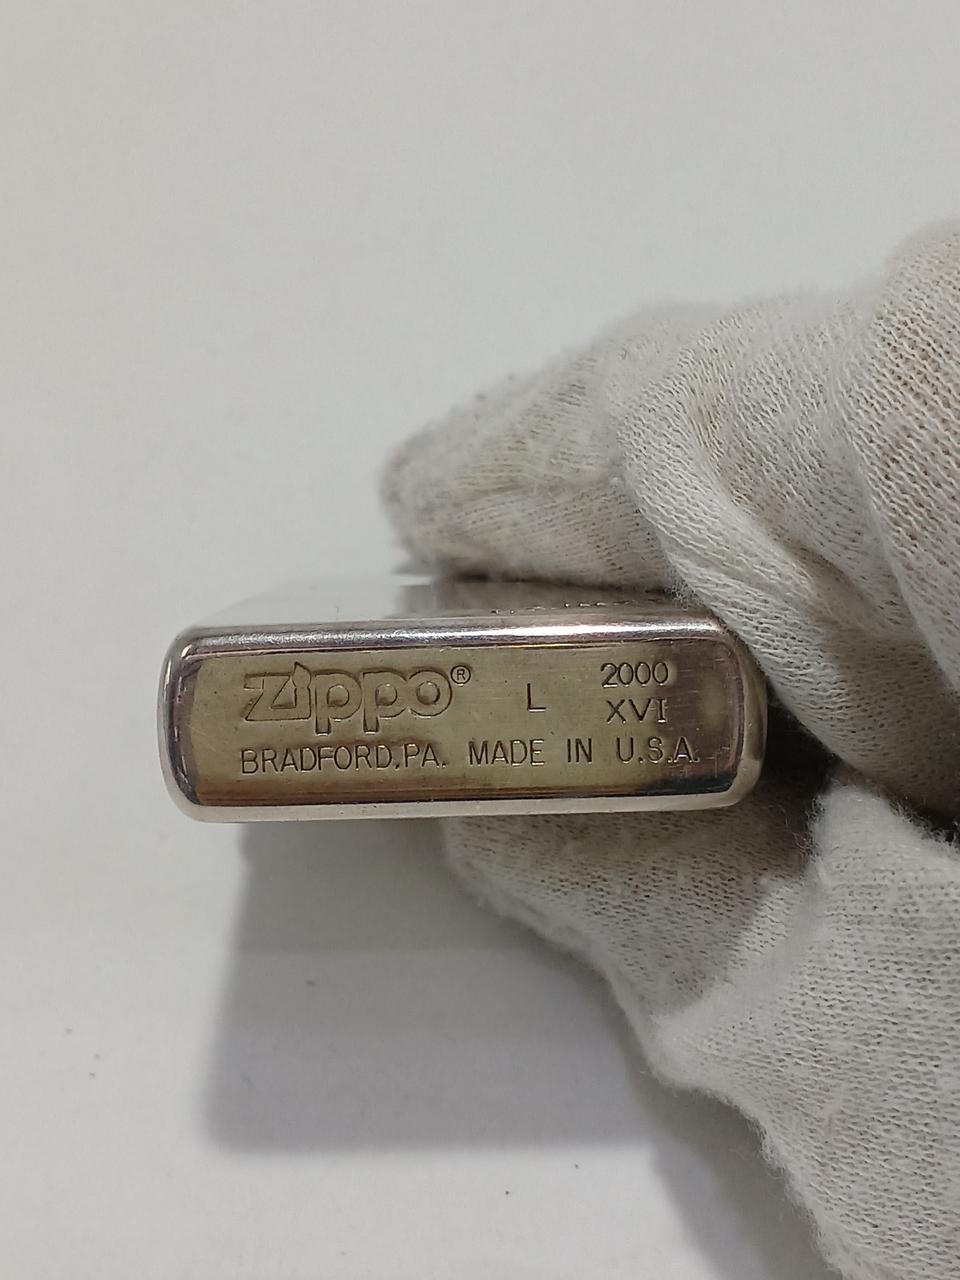 Zippo® L 2000
XVI
BRADFORD,PA. MADE IN U.S.A.